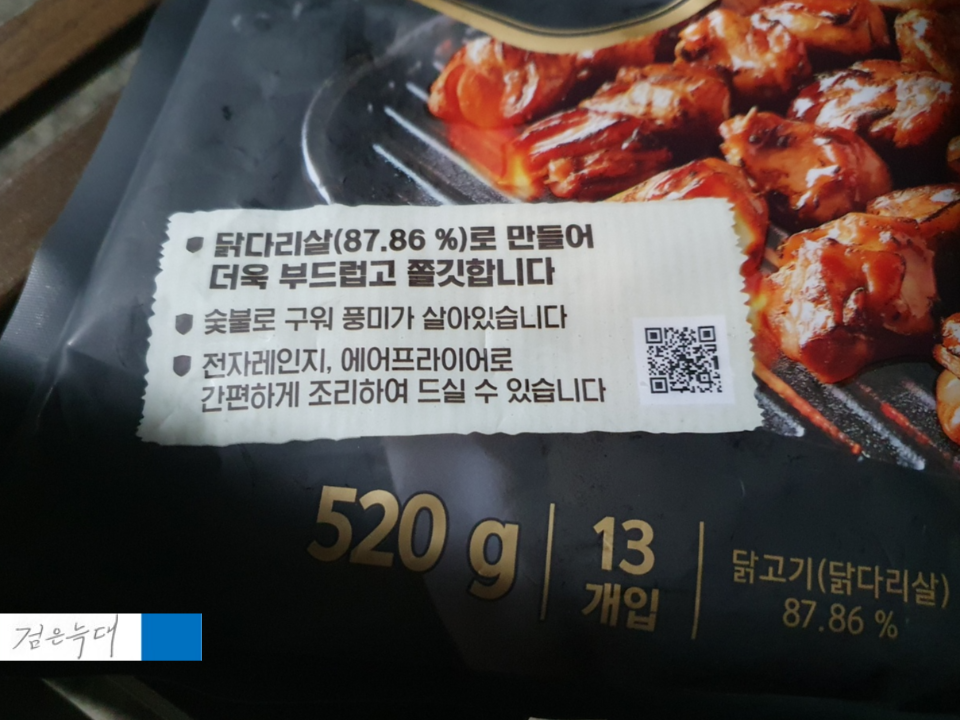 닭다리살(87.86 %)로 만들어
더욱 부드럽고 쫄깃합니다
숯불로 구워 풍미가 살아있습니다
전자레인지, 에어프라이어로
간편하게 조리하여 드실 수 있습니다
520 g
13
개입
닭고기(닭다리살)
87.86 %
검은늑대